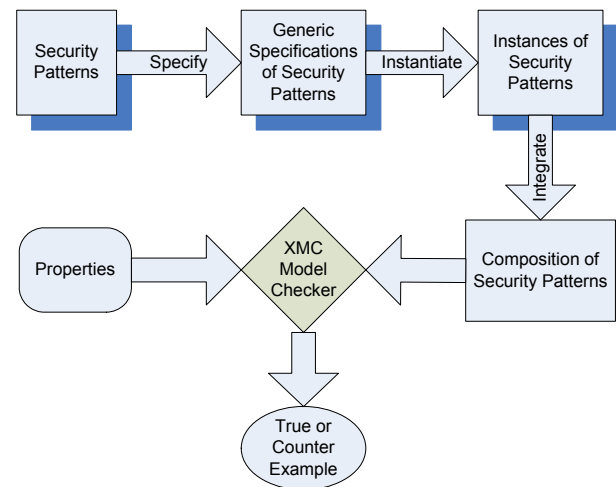 Security
Patterns
Specify
Generic
Specifications
of Security
Patterns
Instantiate
Instances of
Security
Patterns
Integrate
Properties
XMC
Model
Checker
Composition of
Security Patterns
True or
Counter
Example